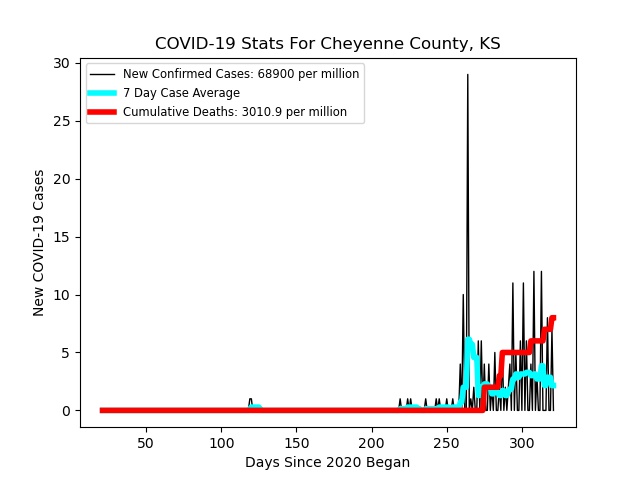 COVID-19 Stats For Cheyenne County, KS
New Confirmed Cases: 68900 per million
7 Day Case Average
Cumulative Deaths: 3010.9 per million
30
25
20
15
10
5
0
New COVID-19 Cases
50 100 150 200 250 300
Days Since 2020 Began